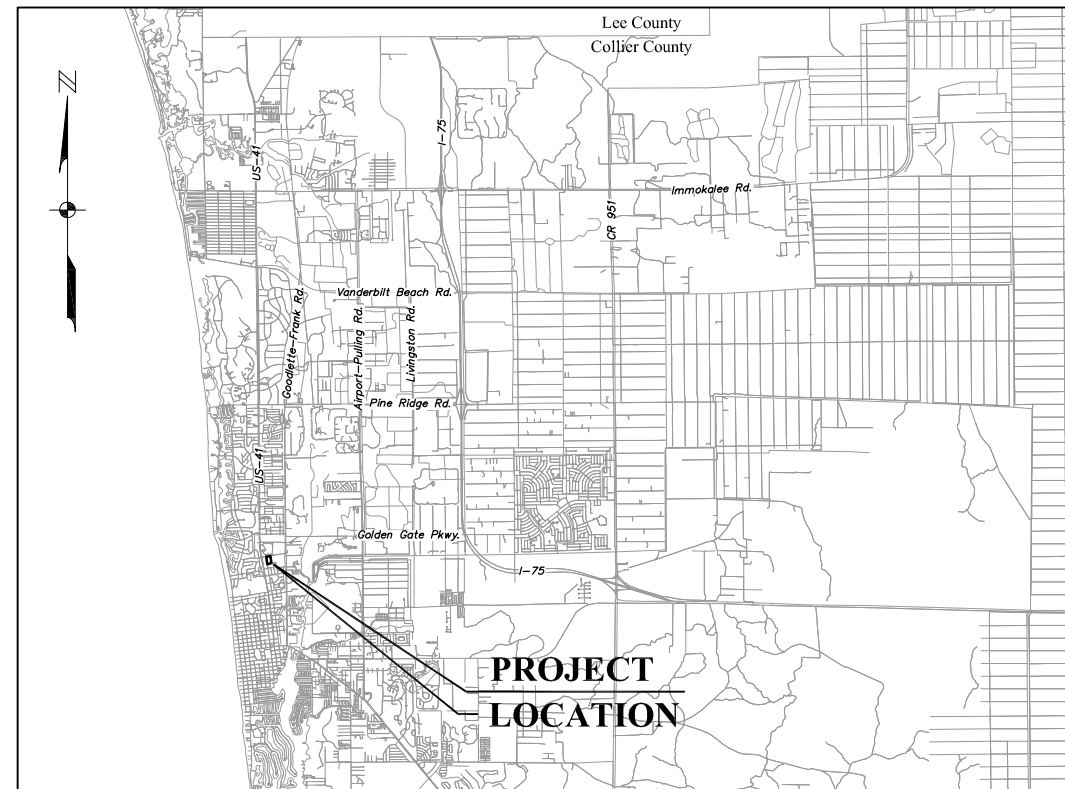 Lee County
Collier County
N
US-41
I-75
Immokalee Rd.
CR 951
Vanderbilt Beach Rd.
Goodlette-Frank Rd.
Airport-Pulling Rd.
Livingston Rd.
Pine Ridge Rd.
US-41
Golden Gate Pkwy.
I-75
PROJECT
LOCATION